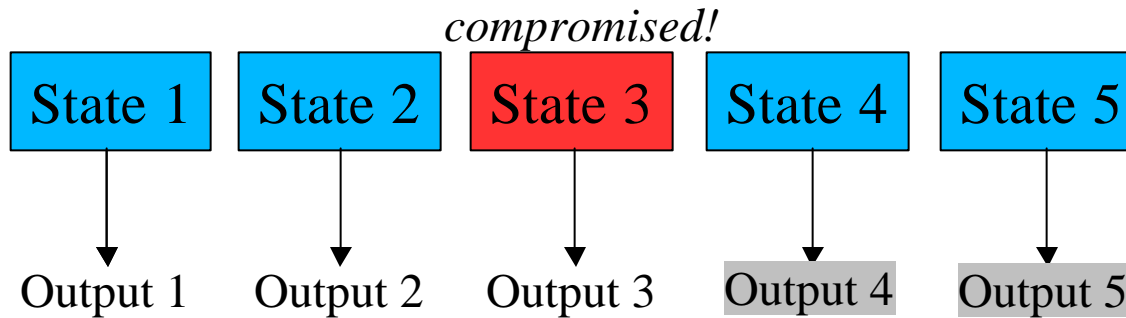 compromised!
State 1 State 2 State 3 State 4 State 5
Output 1 Output 2 Output 3 Output 4 Output 5